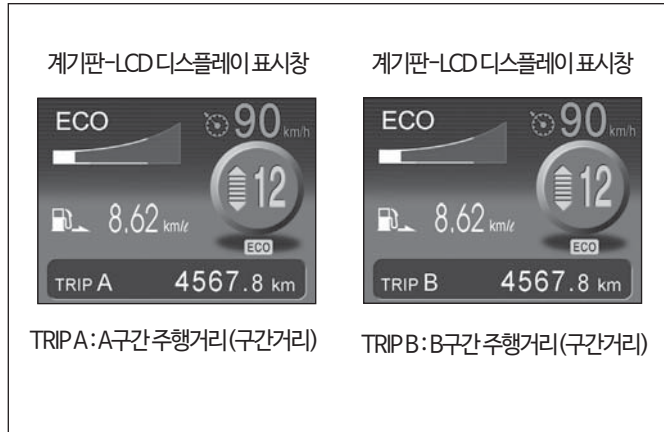 계기판-LCD 디스플레이 표시창
ECO
90 km/h
12
8.62 km/ℓ
ECO
TRIP A 4567.8 km
TRIP A : A구간 주행거리(구간거리)
계기판-LCD 디스플레이 표시창
ECO
90 km/h
12
8.62 km/ℓ
ECO
TRIP B 4567.8 km
TRIP B : B구간 주행거리(구간거리)